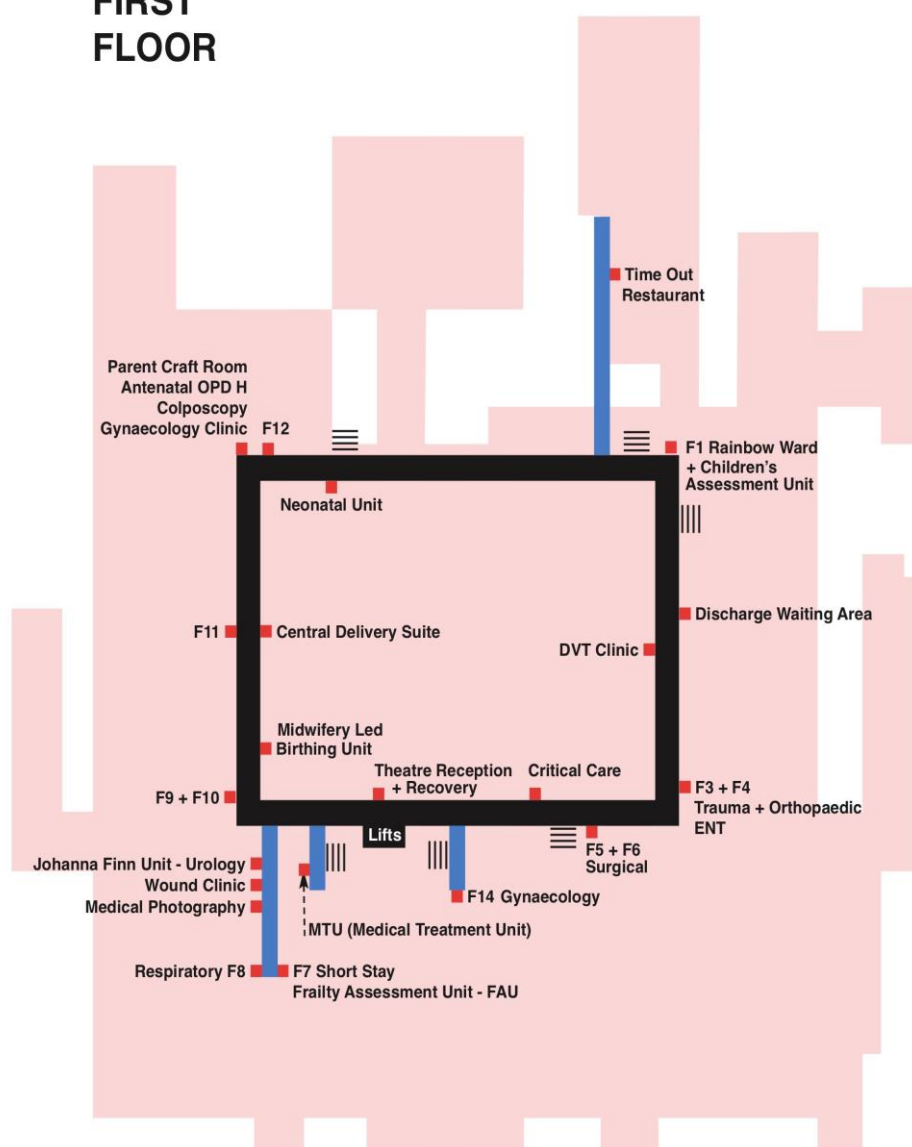 FIRST
FLOOR
Time Out
Restaurant
Parent Craft Room
Antenatal OPD H
Colposcopy
Gynaecology Clinic
F12
F1 Rainbow Ward
+ Children's
Assessment Unit
Neonatal Unit
F11
Central Delivery Suite
Discharge Waiting Area
DVT Clinic
Midwifery Led
Birthing Unit
Theatre Reception
+ Recovery
Critical Care
F9 + F10
F3 + F4
Trauma + Orthopaedic
ENT
Lifts
F5 + F6
Surgical
Johanna Finn Unit - Urology
Wound Clinic
Medical Photography
F14 Gynaecology
MTU (Medical Treatment Unit)
Respiratory F8
F7 Short Stay
Frailty Assessment Unit - FAU